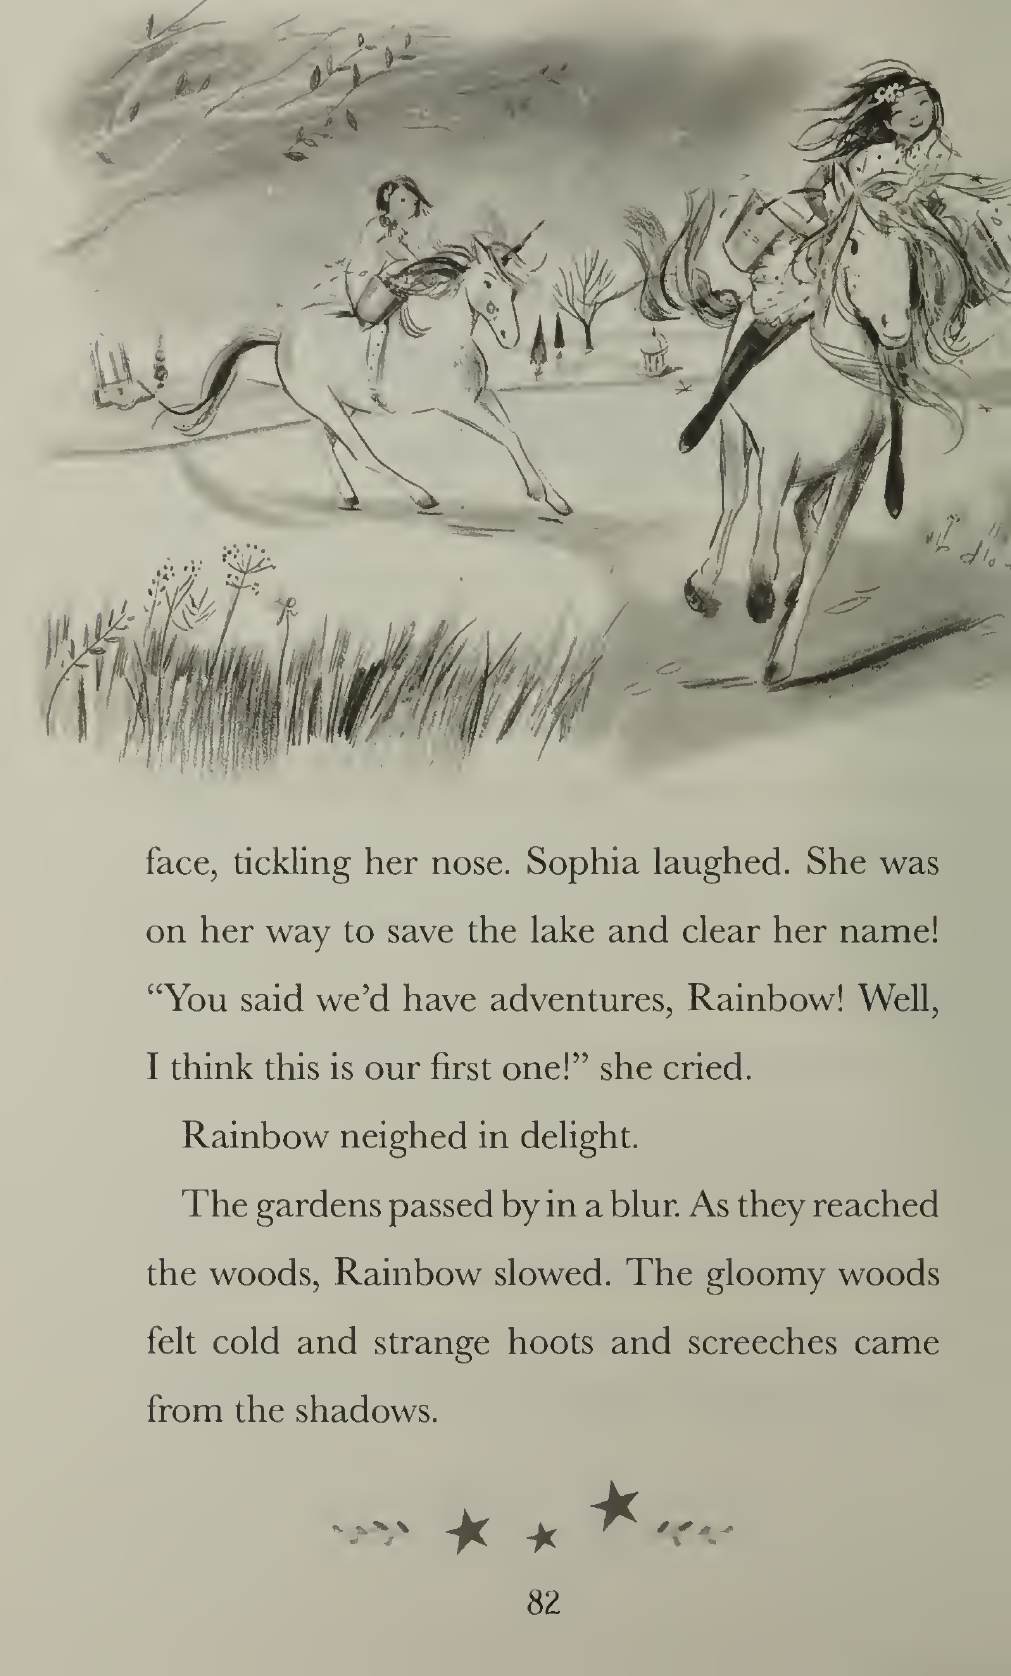 face, tickling her nose. Sophia laughed. She was
on her way to save the lake and clear her name!
“You said we’d have adventures, Rainbow! Well,
I think this is our first one!” she cried.
Rainbow neighed in delight.
The gardens passed by in a blur. As they reached
the woods, Rainbow slowed. The gloomy woods
felt cold and strange hoots and screeches came
from the shadows.
82